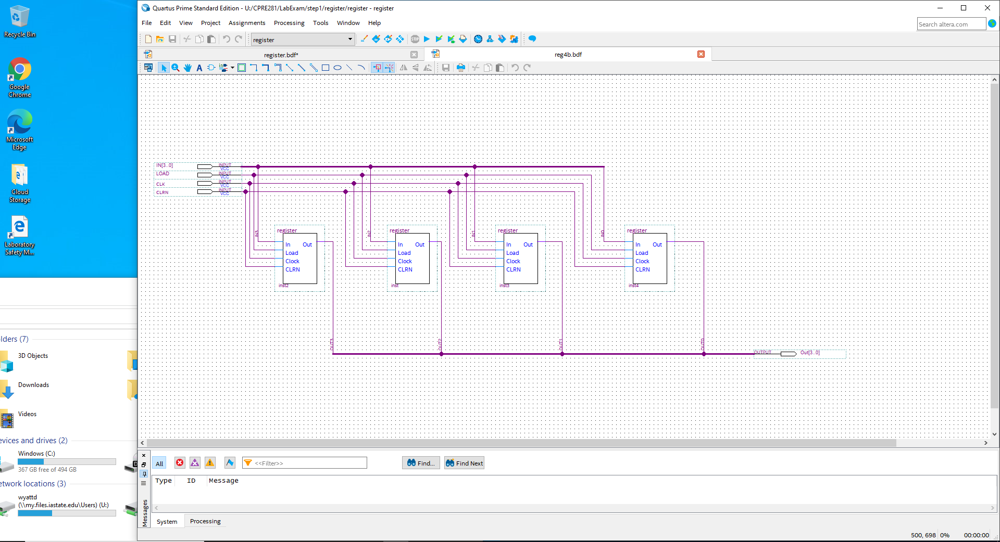 Recycle Bin
Google
Chrome
Microsoft
Edge
Cloud
Storage
Laboratory
Safety M...
lders (7)
3D Objects
Downloads
Videos
evices and drives (2)
Windows (C:)
367 GB free of 494 GB
etwork locations (3)
wyattd
(\\my.files.iastate.edu\Users) (U:)
Quartus Prime Standard Edition - U:/CPRE281/LabExam/step1/register/register - register
File Edit View Project Assignments Processing Tools Window Help
Search altera.com
register
STOP
register.bdf*
reg4b.bdf
IN[3..0] INPUT VCC
LOAD INPUT VCC
CLK INPUT VCC
CLRN INPUT VCC
IN3
IN2
IN1
IN0
register
In Out
Load
Clock
CLRN
inst2
register
In Out
Load
Clock
CLRN
inst
register
In Out
Load
Clock
CLRN
inst3
register
In Out
Load
Clock
CLRN
inst4
OUT3
OUT2
OUT1
OUT0
OUTPUT Out[3..0]
Messages
All
<<Filter>>
Find...
Find Next
Type ID Message
System
Processing
500, 698 0% 00:00:00